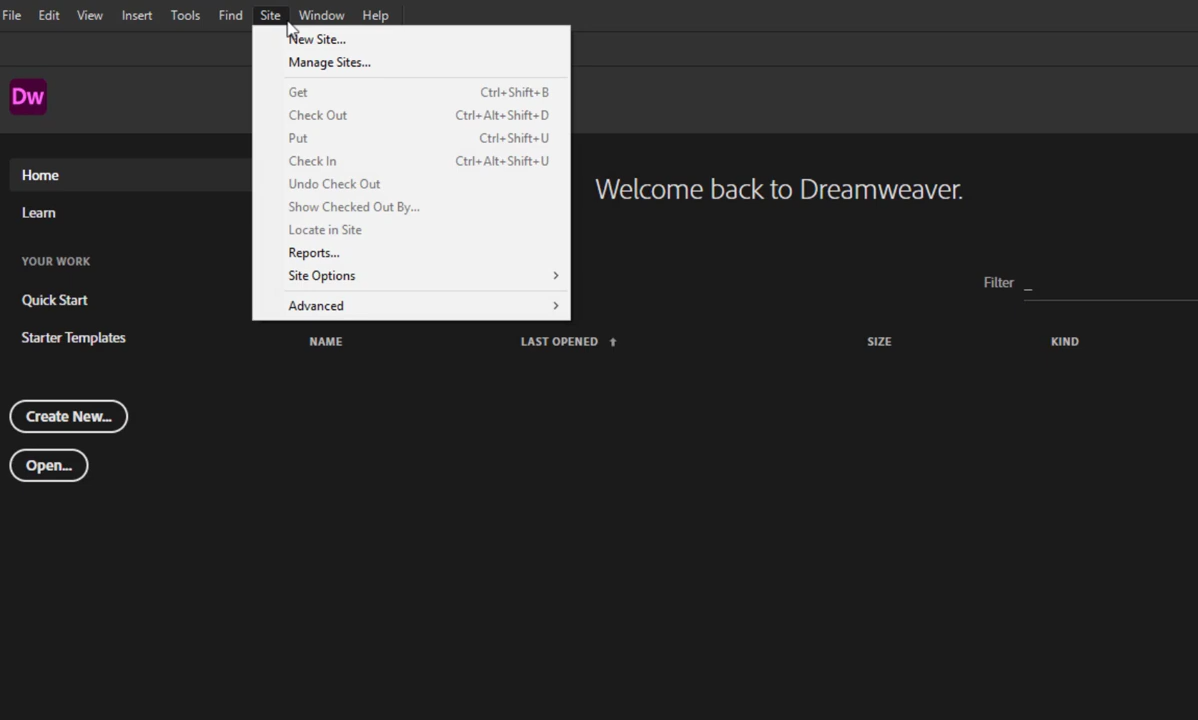 File Edit View Insert Tools Find Site Window Help
New Site...
Manage Sites...
Dw
Get Ctrl+Shift+B
Check Out Ctrl+Alt+Shift+D
Put Ctrl+Shift+U
Check In Ctrl+Alt+Shift+U
Undo Check Out
Show Checked Out By...
Locate in Site
Reports...
Site Options
Advanced
Home
Learn
YOUR WORK
Quick Start
Starter Templates
Create New...
Open...
Welcome back to Dreamweaver.
Filter _
NAME LAST OPENED SIZE KIND